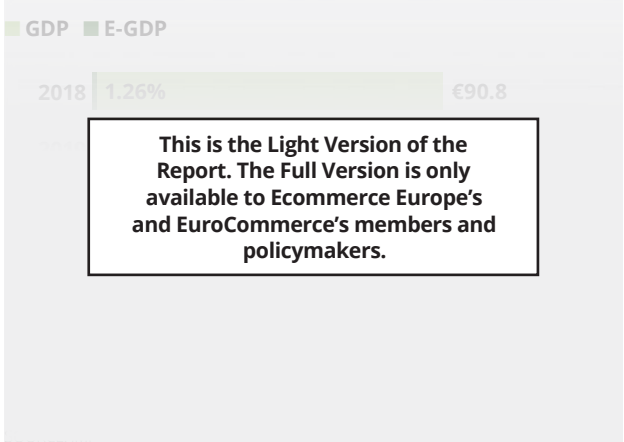 GDP E-GDP
2018 1.26% €90.8
This is the Light Version of the
Report. The Full Version is only
available to Ecommerce Europe’s
and EuroCommerce’s members and
policymakers.